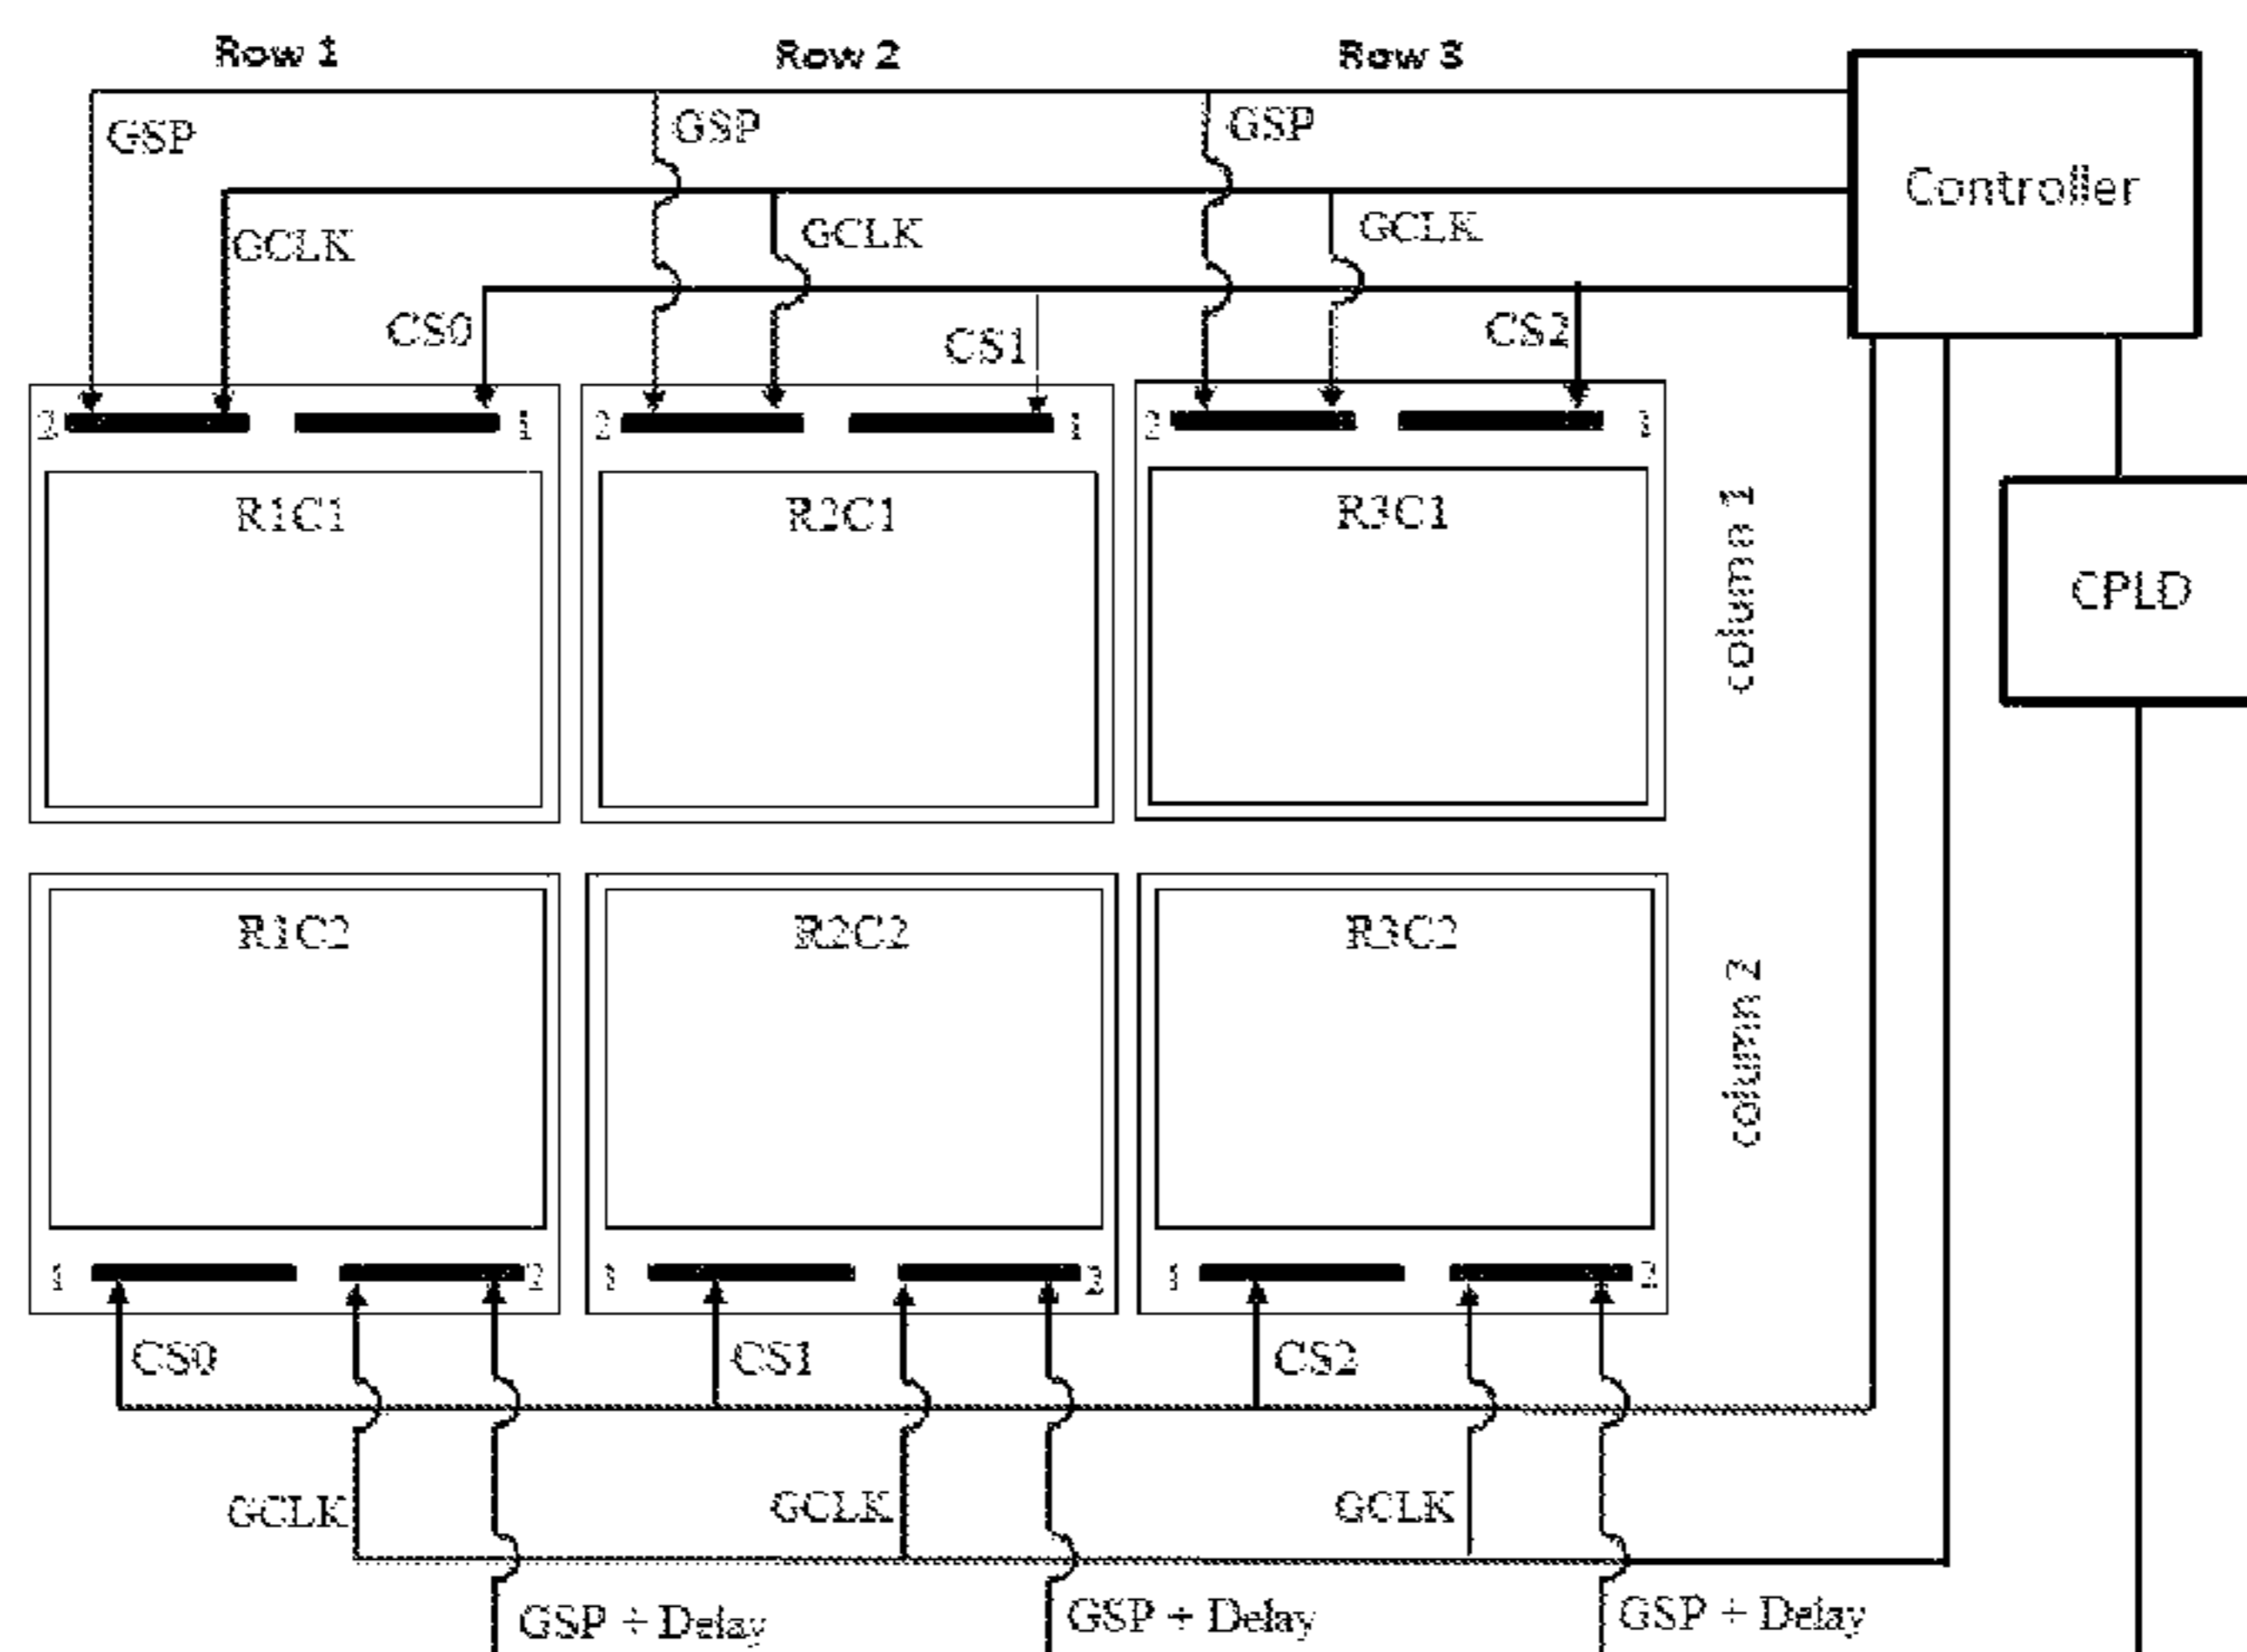 Row 1
Row 2
Row 3
GSP
GSP
GSP
Controller
GCLK
GCLK
GCLK
CS0
CS1
CS2
2
1
2
1
2
1
R1C1
R2C1
R3C1
column 1
CPLD
R1C2
R2C2
R3C2
column 2
1
2
1
2
1
2
CS0
CS1
CS2
GCLK
GCLK
GCLK
GSP + Delay
GSP + Delay
GSP + Delay